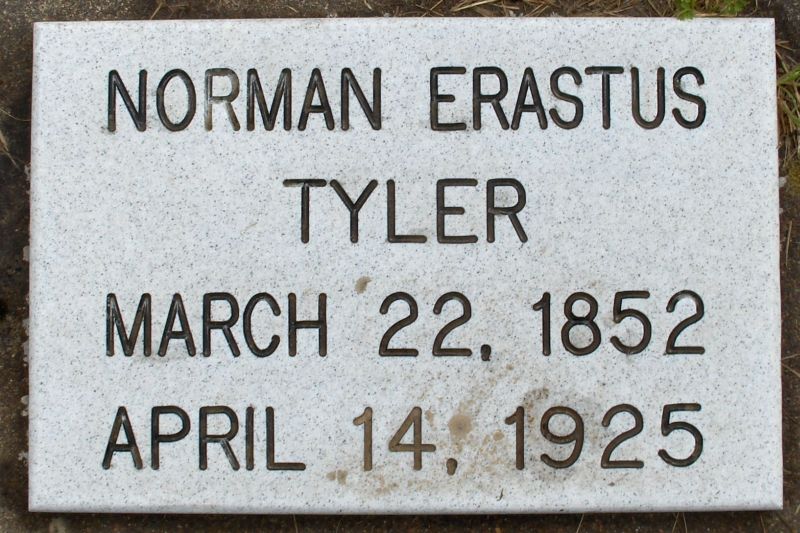 NORMAN ERASTUS
TYLER
MARCH 22, 1852
APRIL 14, 1925